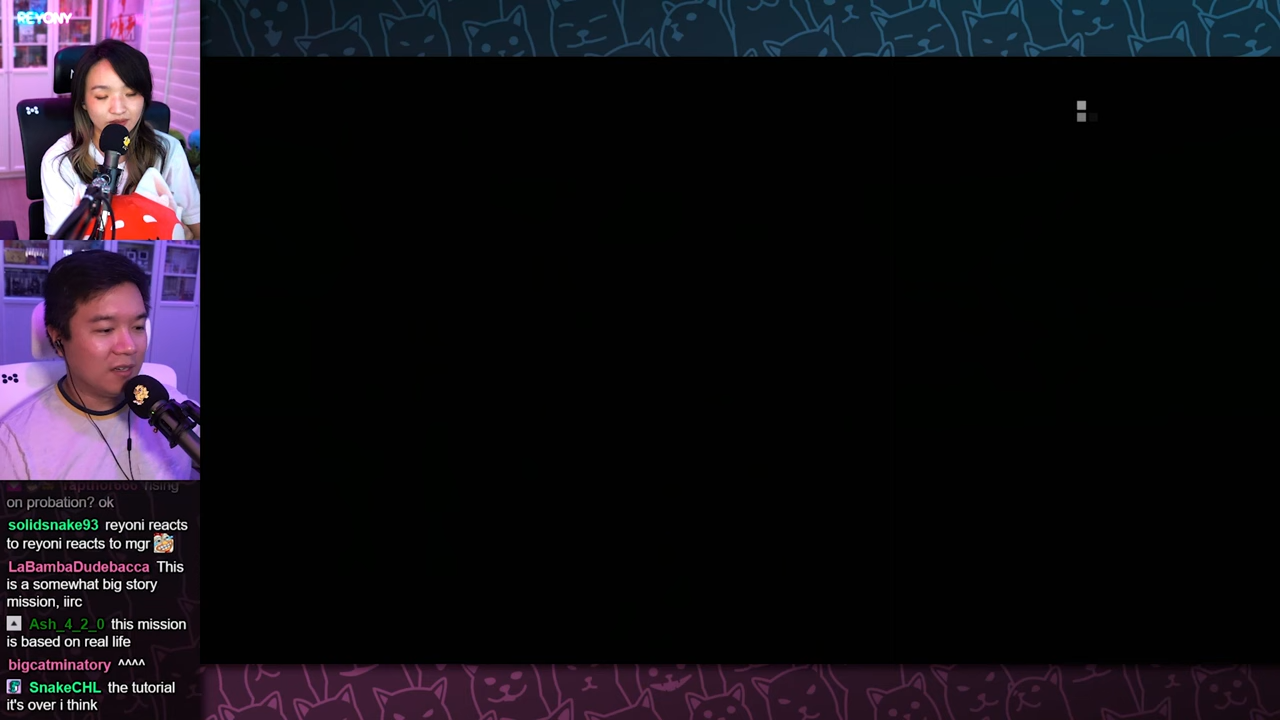 REYONY
on probation? ok
solidsnake93 reyoni reacts
to reyoni reacts to mgr
LaBambaDudebacca This
is a somewhat big story
mission, iirc
Ash_4_2_0 this mission
is based on real life
bigcatminatory ^^^^
SnakeCHL the tutorial
it's over i think